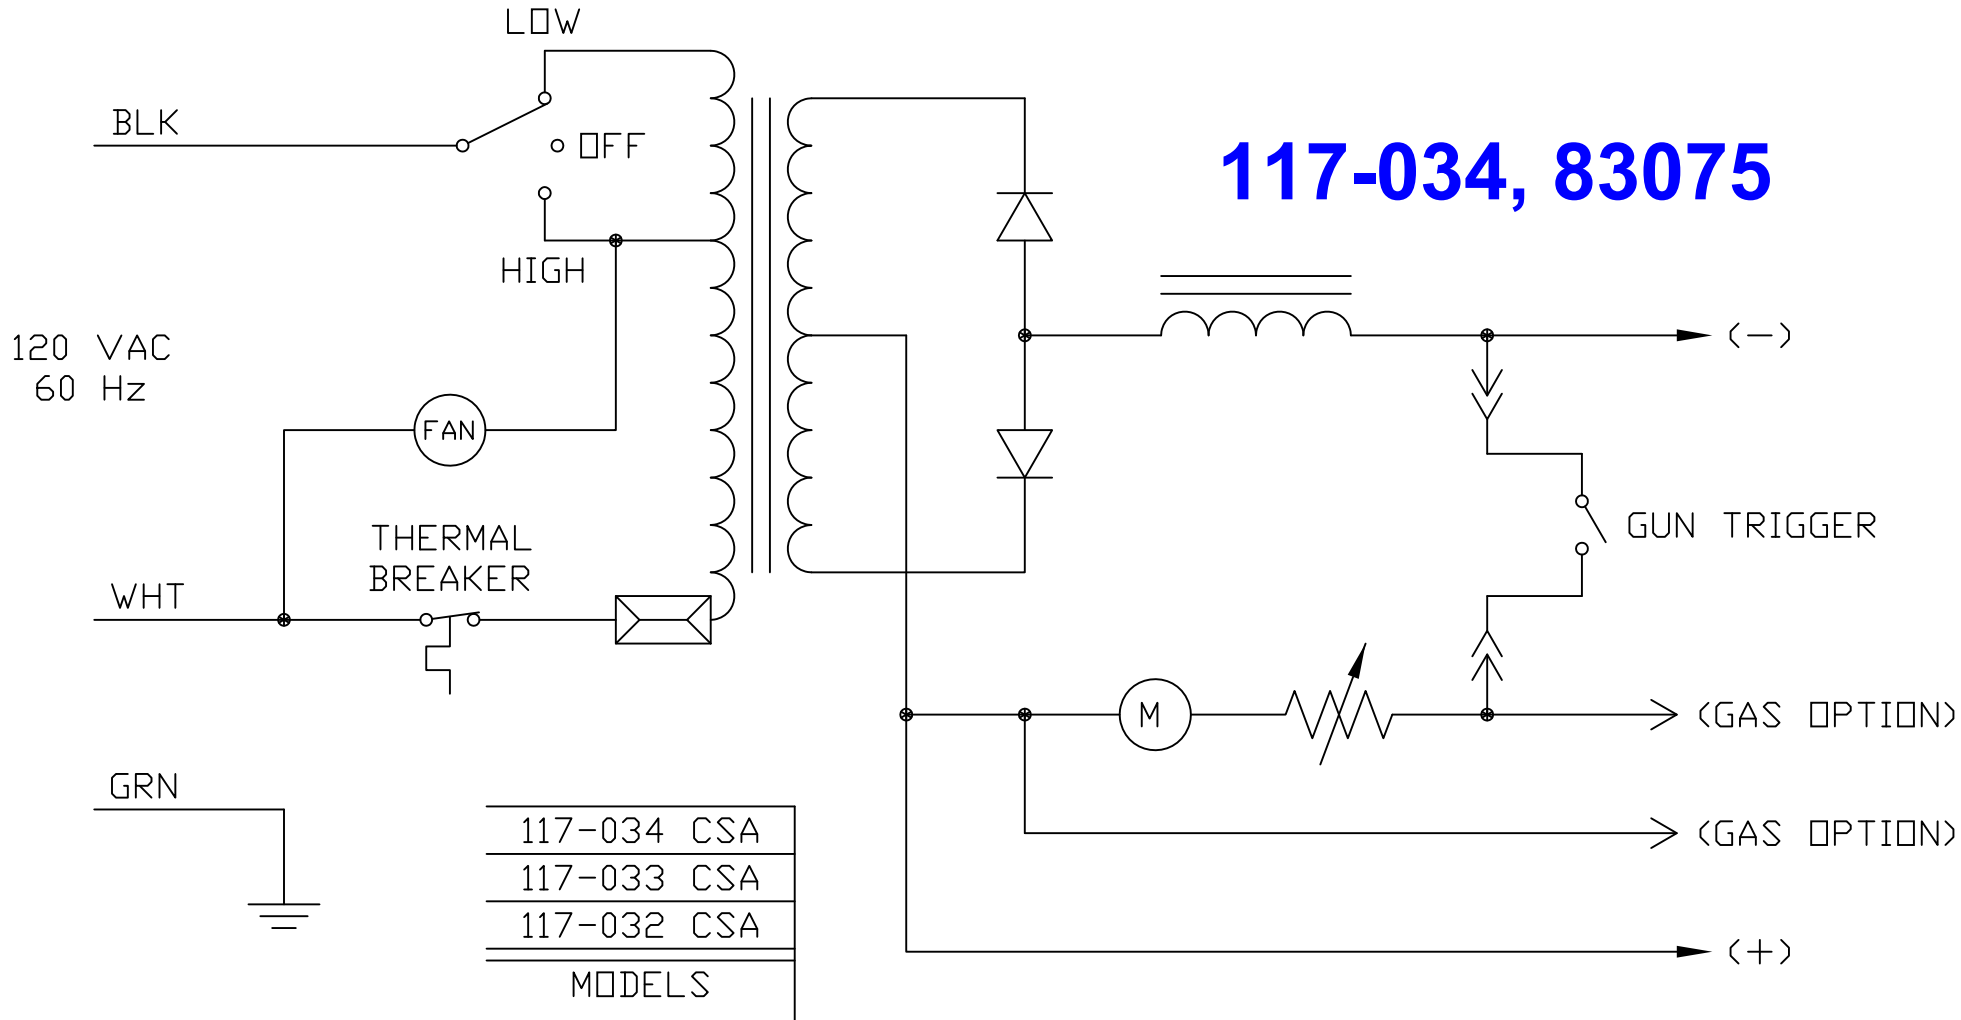 LOW
BLK
OFF
117-034, 83075
HIGH
120 VAC
60 Hz
(-)
FAN
GUN TRIGGER
THERMAL
BREAKER
WHT
M
(GAS OPTION)
GRN
117-034 CSA
(GAS OPTION)
117-033 CSA
117-032 CSA
(+)
MODELS